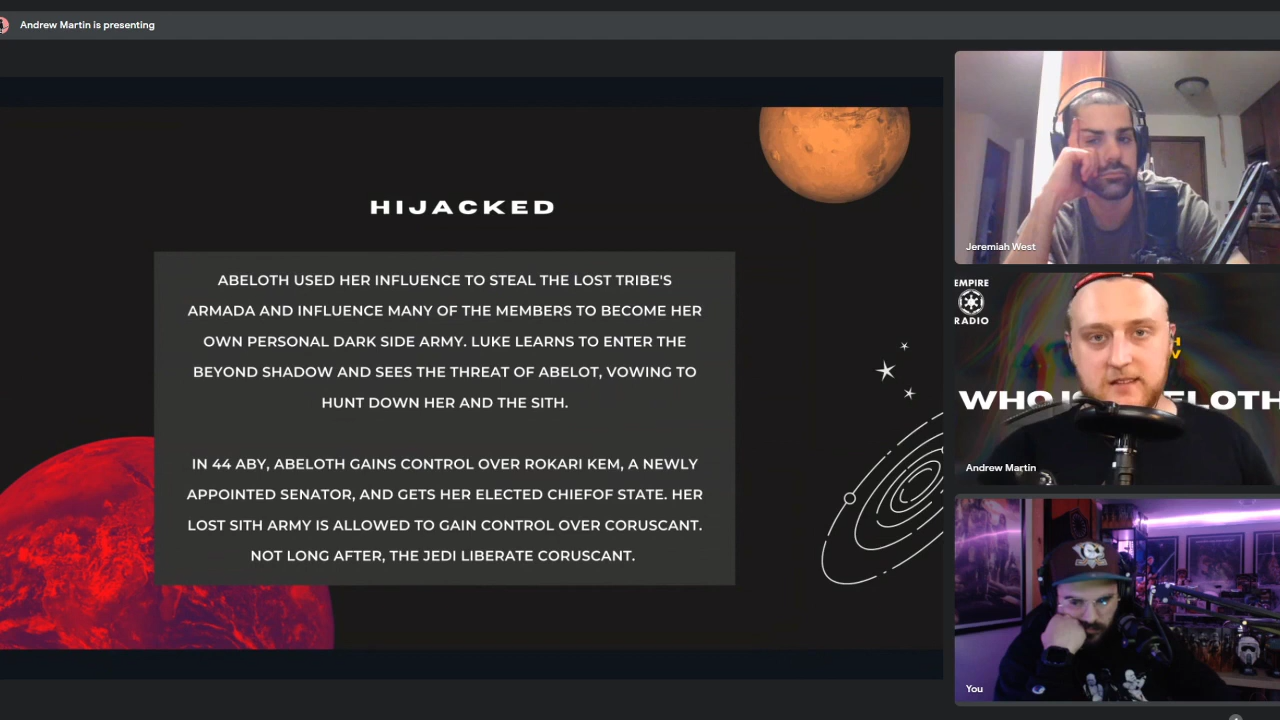 Andrew Martin is presenting
HIJACKED
ABELOTH USED HER INFLUENCE TO STEAL THE LOST TRIBE'S
ARMADA AND INFLUENCE MANY OF THE MEMBERS TO BECOME HER
OWN PERSONAL DARK SIDE ARMY. LUKE LEARNS TO ENTER THE
BEYOND SHADOW AND SEES THE THREAT OF ABELOT, VOWING TO
HUNT DOWN HER AND THE SITH.
IN 44 ABY, ABELOTH GAINS CONTROL OVER ROKARI KEM, A NEWLY
APPOINTED SENATOR, AND GETS HER ELECTED CHIEFOF STATE. HER
LOST SITH ARMY IS ALLOWED TO GAIN CONTROL OVER CORUSCANT.
NOT LONG AFTER, THE JEDI LIBERATE CORUSCANT.
Jeremiah West
EMPIRE
RADIO
WHO
ELOTH
Andrew Martin
You